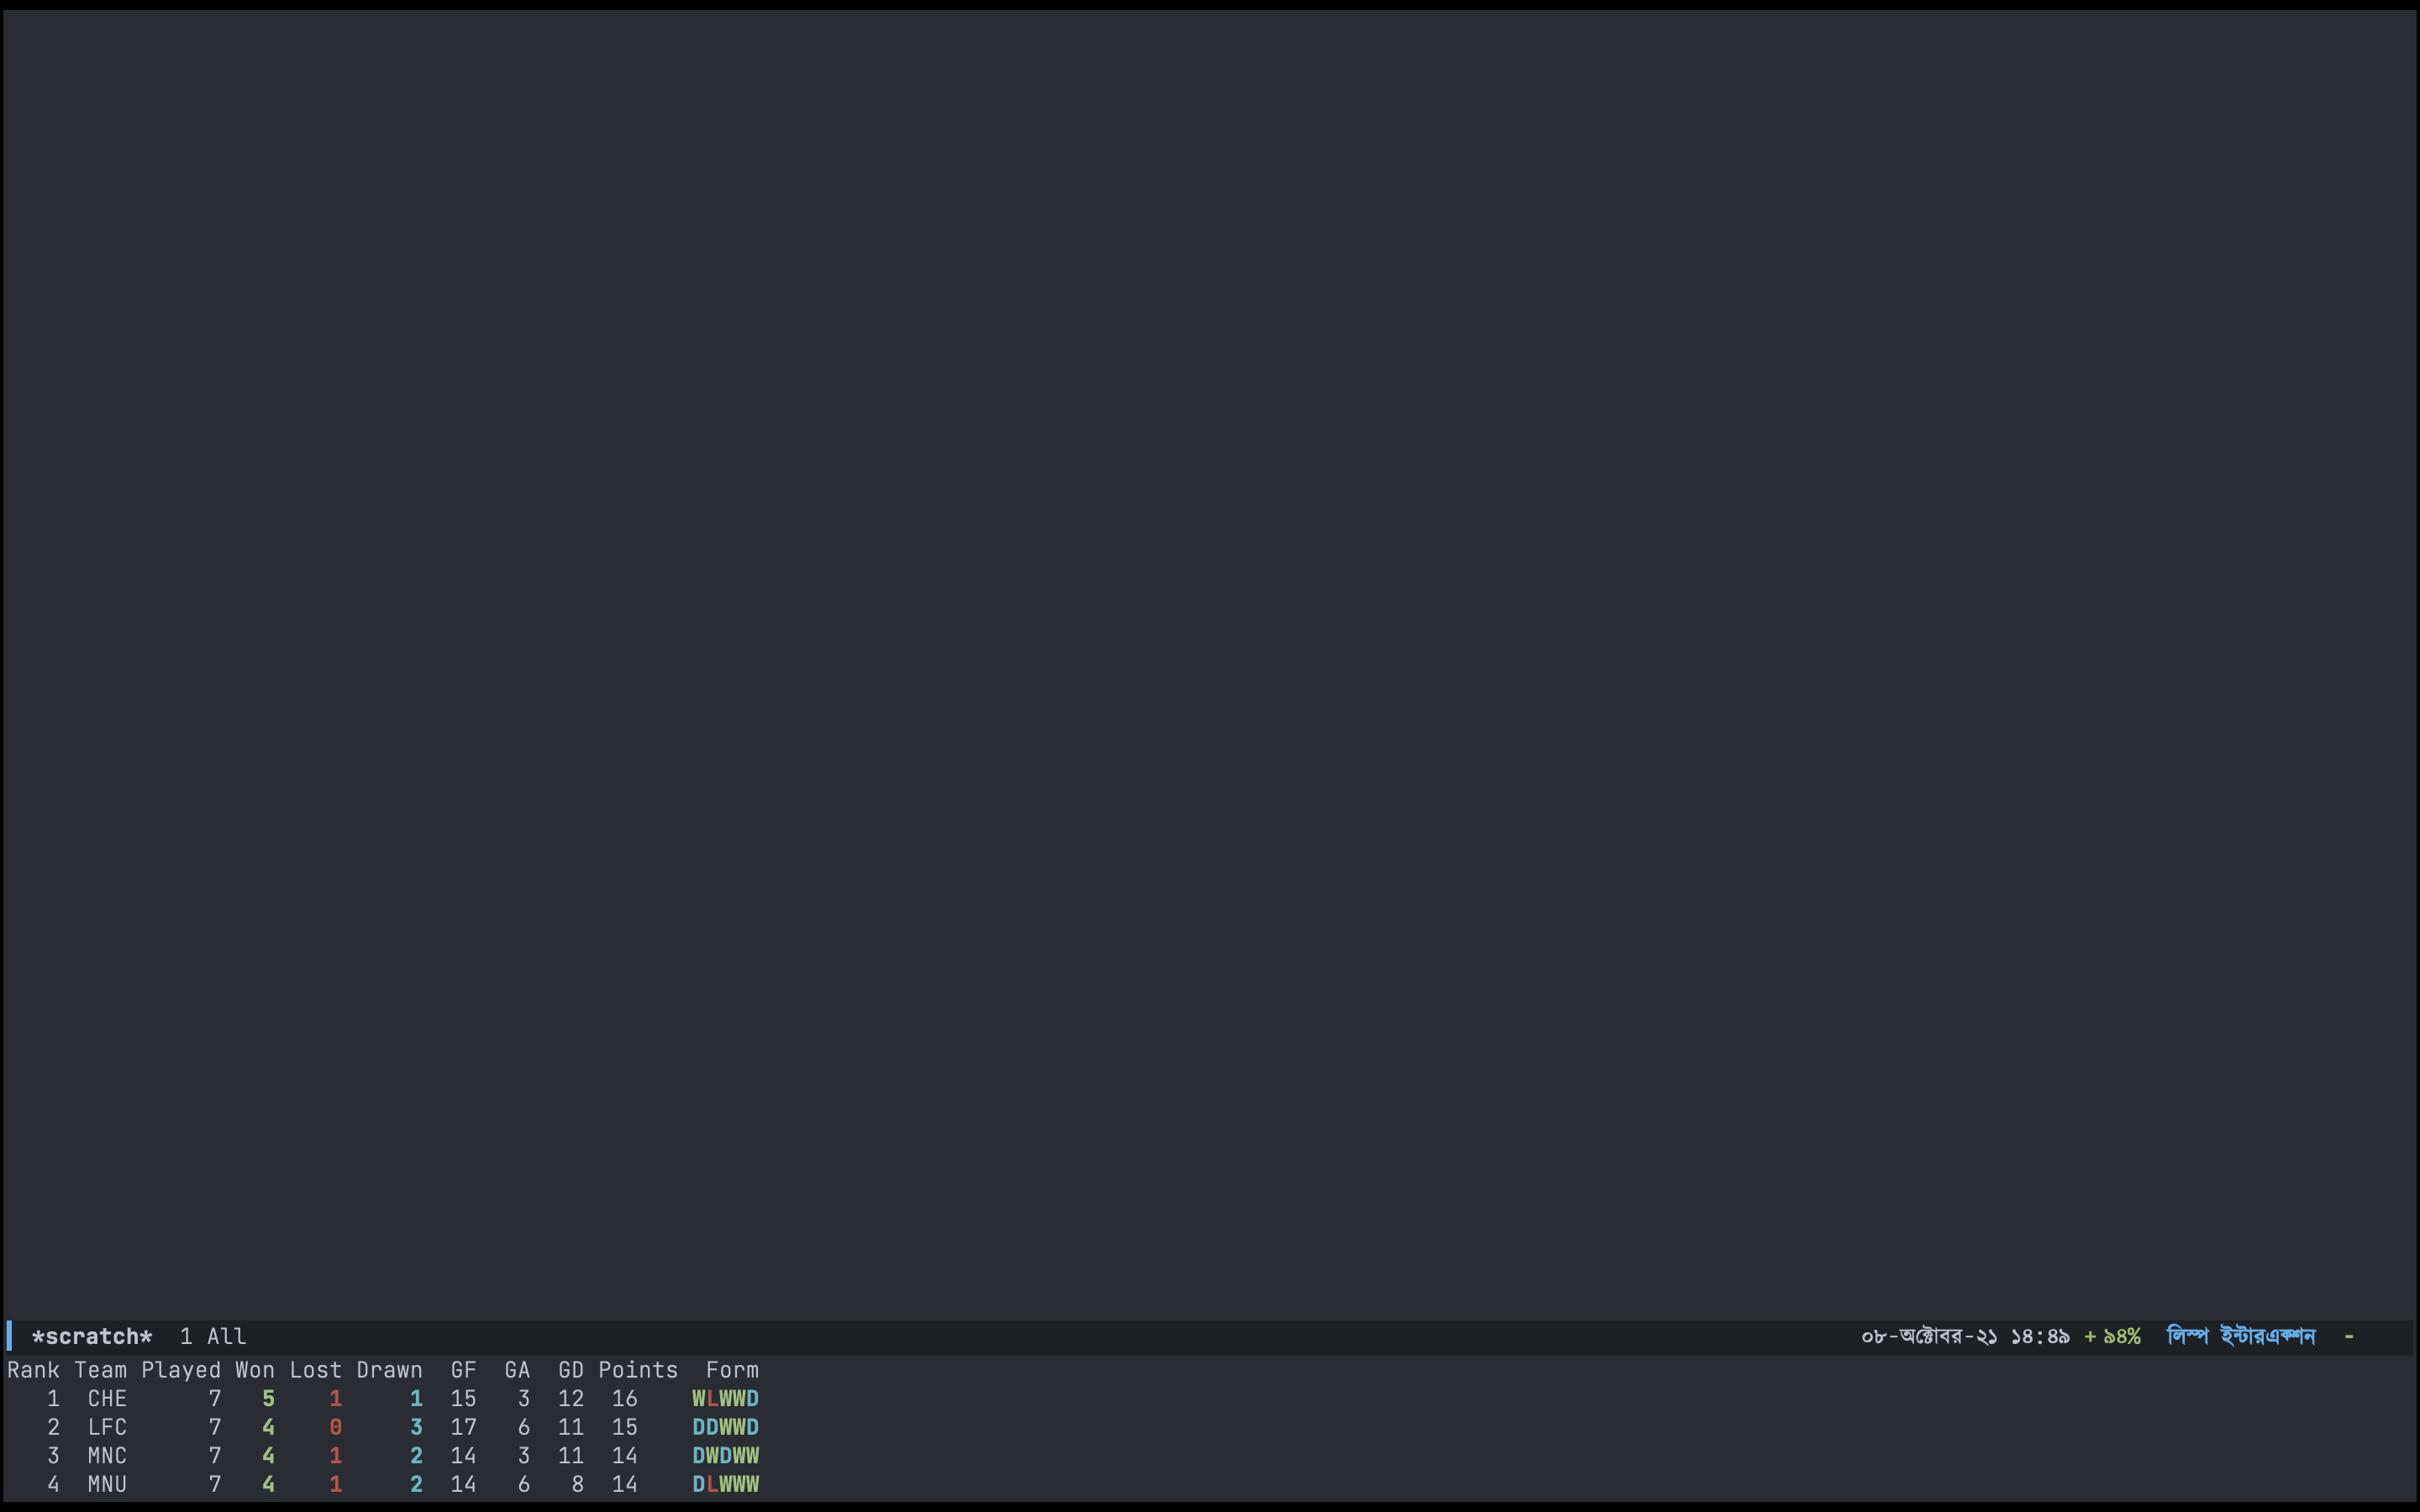 *scratch* 1 All ০৮-অক্টোবর-২১ ১৪:৪৯ + ৯৪% লিস্প ইন্টারএকশন -
Rank Team Played Won Lost Drawn GF GA GD Points Form
1 CHE 7 5 1 1 15 3 12 16 WLWWD
2 LFC 7 4 0 3 17 6 11 15 DDWWD
3 MNC 7 4 1 2 14 3 11 14 DWDWW
4 MNU 7 4 1 2 14 6 8 14 DLWWW